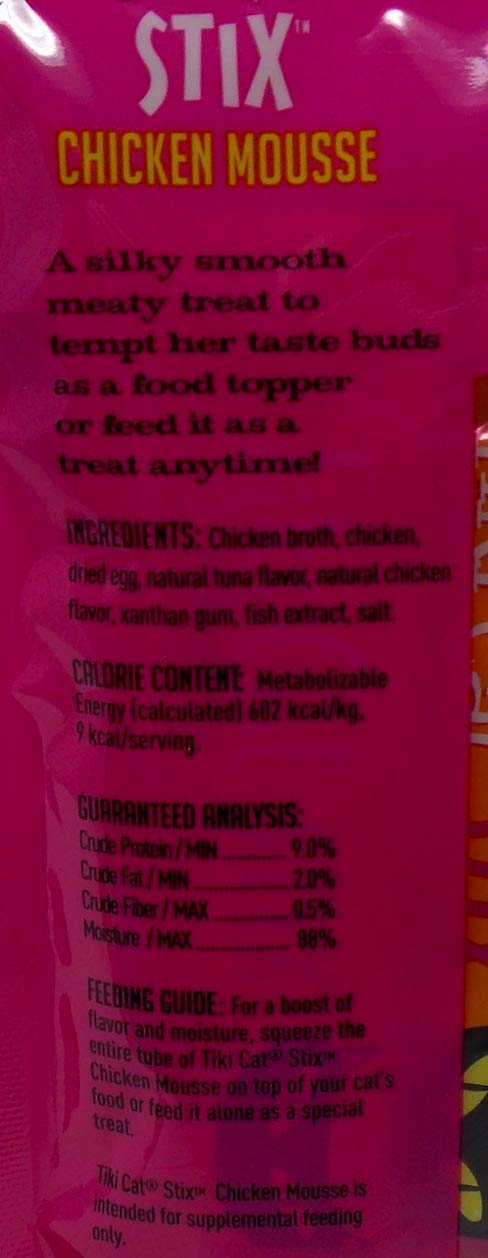 STIX™
CHICKEN MOUSSE
A silky smooth
meaty treat to
tempt her taste buds
as a food topper
or feed it as a
treat anytime!
INGREDIENTS: Chicken broth, chicken,
dried egg, natural tuna flavor, natural chicken
flavor, xanthan gum, fish extract, salt.
CALORIE CONTENT: Metabolizable
Energy (calculated) 602 kcal/kg,
9 kcal/serving
GUARANTEED ANALYSIS:
Crude Protein / MIN 9.0%
Crude Fat / MIN 2.0%
Crude Fiber / MAX 0.5%
Moisture / MAX 88%
FEEDING GUIDE: For a boost of
flavor and moisture, squeeze the
entire tube of Tiki Cat® Stix™
Chicken Mousse on top of your cat's
food or feed it alone as a special
treat.
Tiki Cat® Stix™ Chicken Mousse is
intended for supplemental feeding
only.